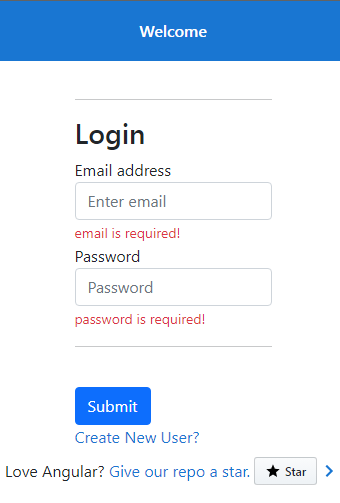 Welcome
Login
Email address
Enter email
email is required!
Password
Password
password is required!
Submit
Create New User?
Love Angular? Give our repo a star. Star